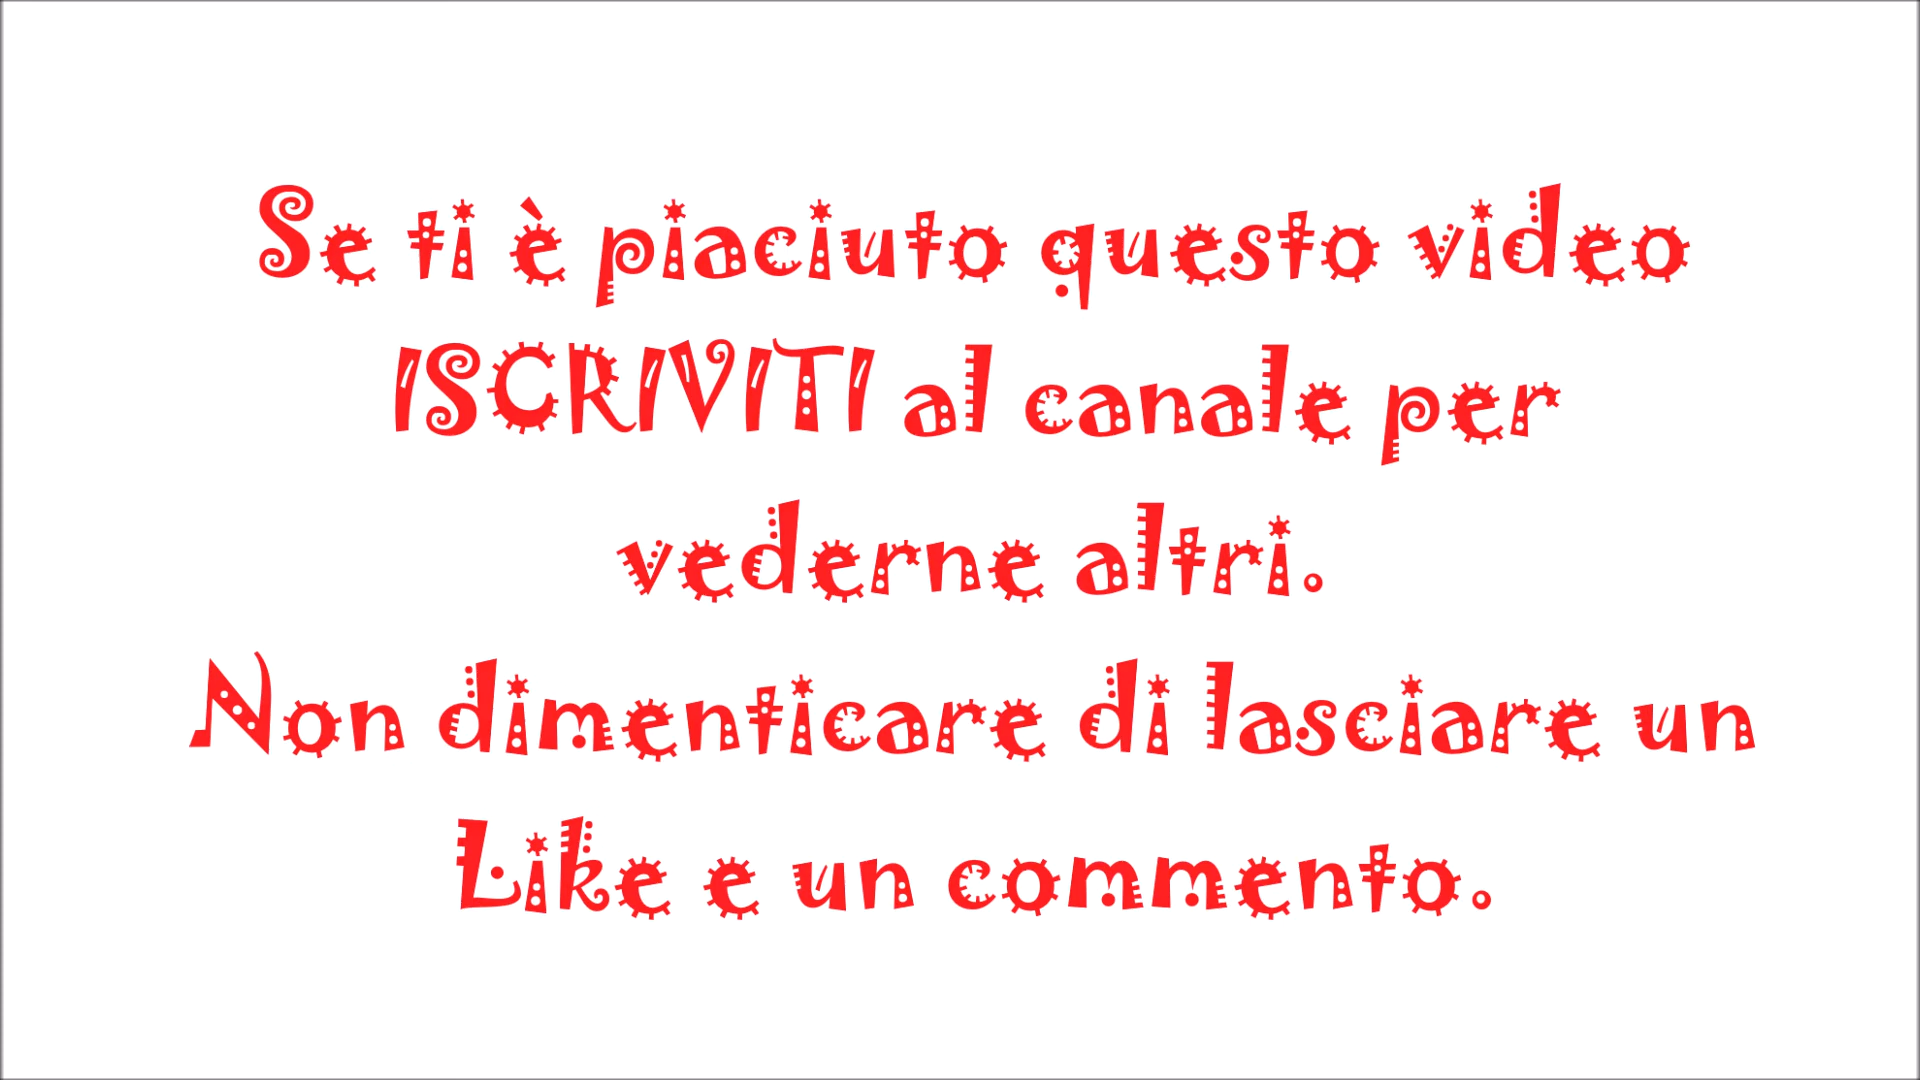 Se ti è piaciuto questo video
ISCRIVITI al canale per
vederne altri.
Non dimenticare di lasciare un
Like e un commento.